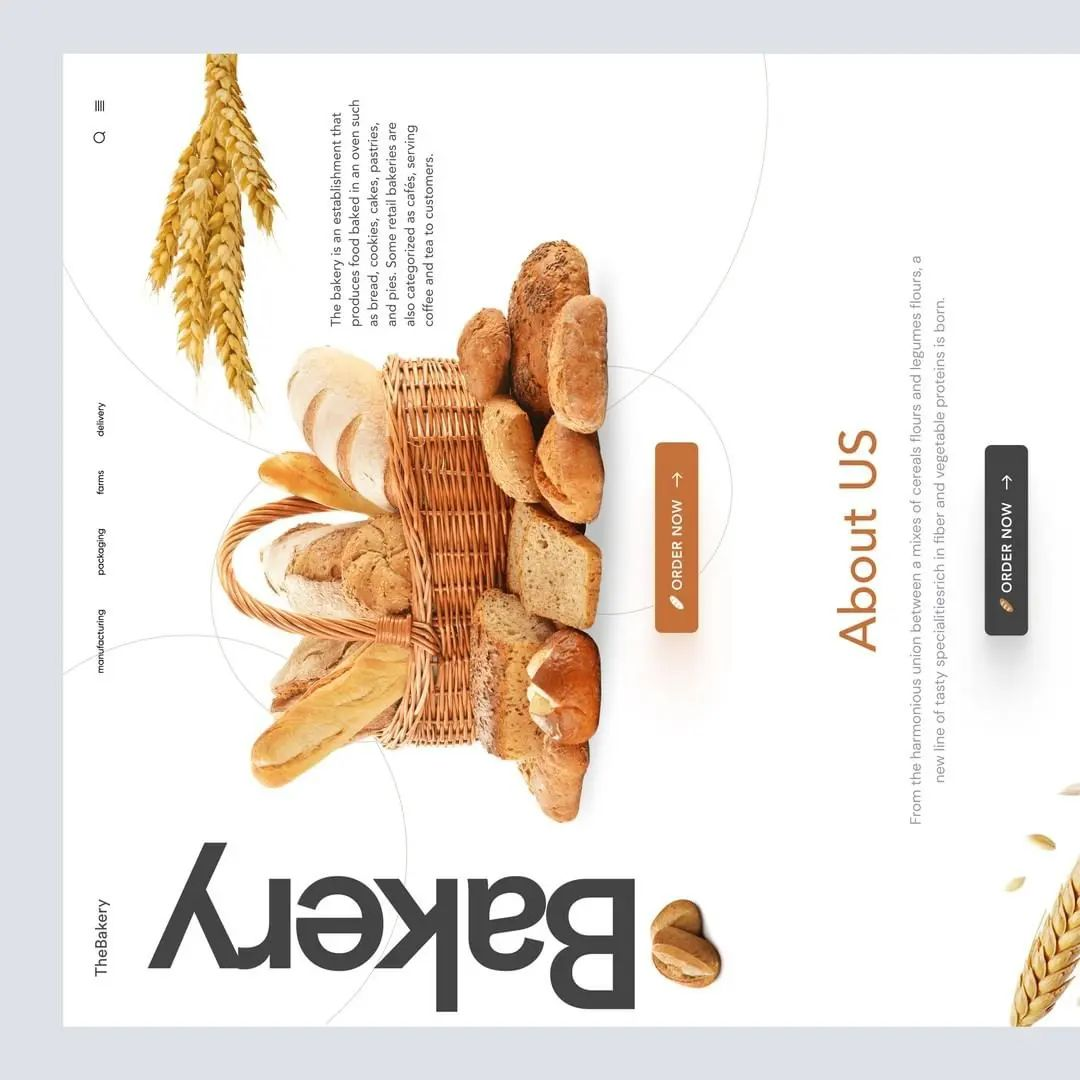 TheBakery
manufacturing
packaging
farms
delivery
Bakery
The bakery is an establishment that
produces food baked in an oven such
as bread, cookies, cakes, pastries,
and pies. Some retail bakeries are
also categorized as cafés, serving
coffee and tea to customers.
ORDER NOW →
About US
From the harmonious union between a mixes of cereals flours and legumes flours, a
new line of tasty specialitiesrich in fiber and vegetable proteins is born.
ORDER NOW →